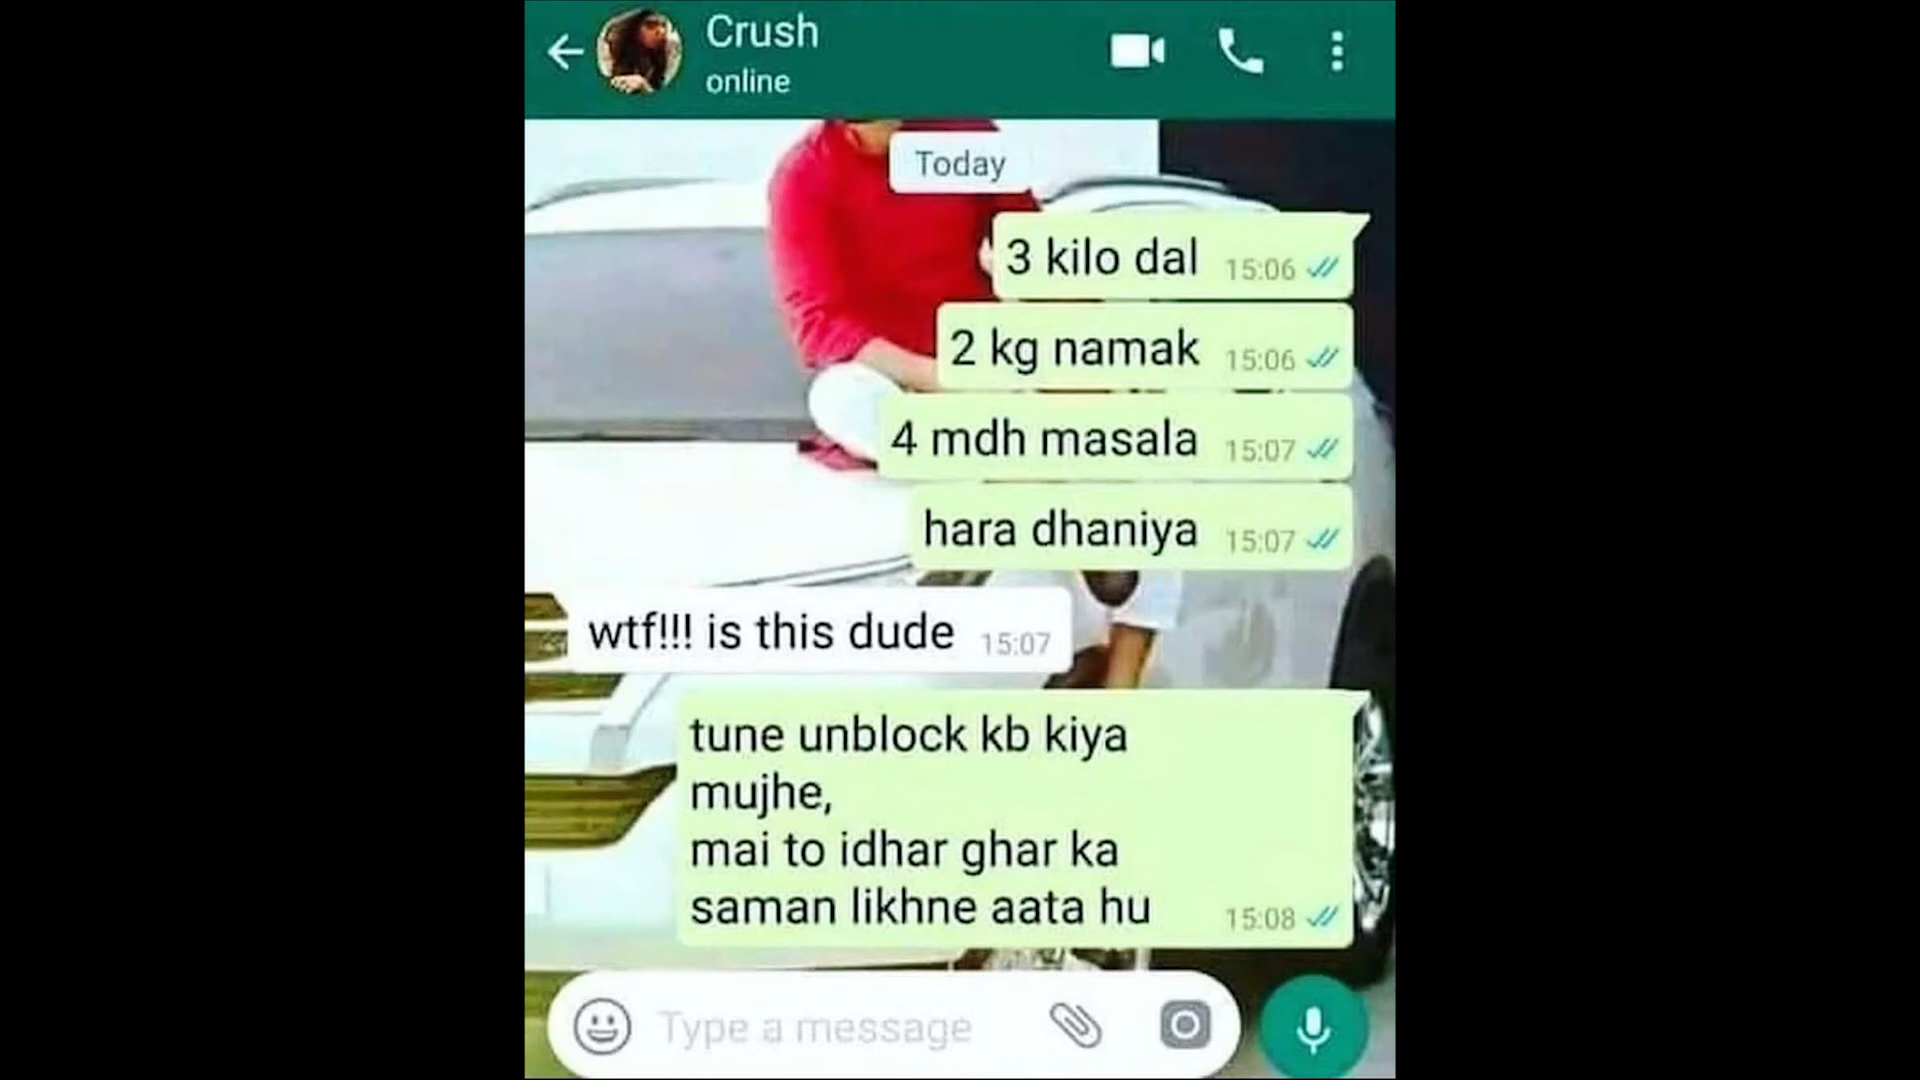 Crush
online
Today
3 kilo dal 15:06
2 kg namak 15:06
4 mdh masala 15:07
hara dhaniya 15:07
wtf!!! is this dude 15:07
tune unblock kb kiya
mujhe,
mai to idhar ghar ka
saman likhne aata hu 15:08
Type a message